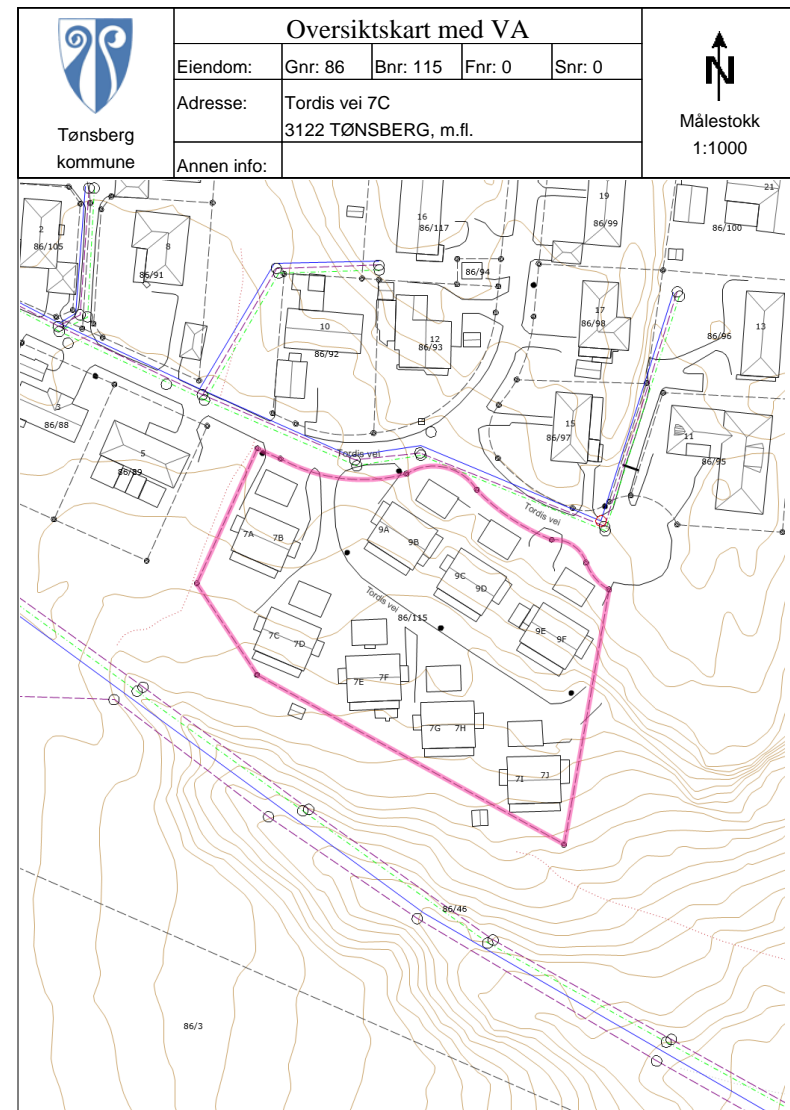 Oversiktskart med VA
Eiendom: Gnr: 86 Bnr: 115 Fnr: 0 Snr: 0
Adresse: Tordis vei 7C
3122 TØNSBERG, m.fl.
Annen info:
Tønsberg
kommune
N
Målestokk
1:1000
2
86/105
8
86/91
16
86/117
19
86/99
21
86/100
86/94
10
86/92
12
86/93
17
86/98
13
86/96
3
86/88
5
86/89
15
86/97
11
86/95
Tordis vei
Tordis vei
Tordis vei
7A
7B
9A
9B
9C
9D
9E
9F
86/115
7C
7D
7E
7F
7G
7H
7I
7J
86/46
86/3